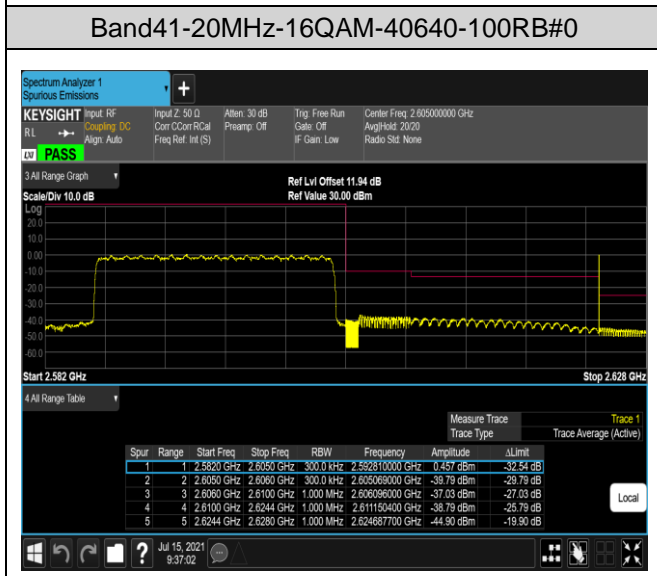 Band41-20MHz-16QAM-40640-100RB#0
Spectrum Analyzer 1
Spurious Emissions
+
KEYSIGHT Input: RF Input Z: 50 Ω Atten: 30 dB Trig: Free Run Center Freq: 2.605000000 GHz
RL Coupling: DC Corr CCorr RCal Preamp: Off Gate: Off Avg|Hold: 20/20
Align: Auto Freq Ref: Int (S) IF Gain: Low Radio Std: None
LXI PASS
3 All Range Graph
Ref Lvl Offset 11.94 dB
Scale/Div 10.0 dB Ref Value 30.00 dBm
Log
20.0
10.0
0.00
-10.0
-20.0
-30.0
-40.0
-50.0
-60.0
Start 2.582 GHz Stop 2.628 GHz
4 All Range Table
Measure Trace Trace 1
Trace Type Trace Average (Active)
Spur Range Start Freq Stop Freq RBW Frequency Amplitude ΔLimit
1 1 2.5820 GHz 2.6050 GHz 300.0 kHz 2.592810000 GHz 0.457 dBm -32.54 dB
2 2 2.6050 GHz 2.6060 GHz 300.0 kHz 2.605069000 GHz -39.79 dBm -29.79 dB
3 3 2.6060 GHz 2.6100 GHz 1.000 MHz 2.606096000 GHz -37.03 dBm -27.03 dB
4 4 2.6100 GHz 2.6244 GHz 1.000 MHz 2.611150400 GHz -38.79 dBm -25.79 dB
5 5 2.6244 GHz 2.6280 GHz 1.000 MHz 2.624687700 GHz -44.90 dBm -19.90 dB
Local
? Jul 15, 2021
9:37:02